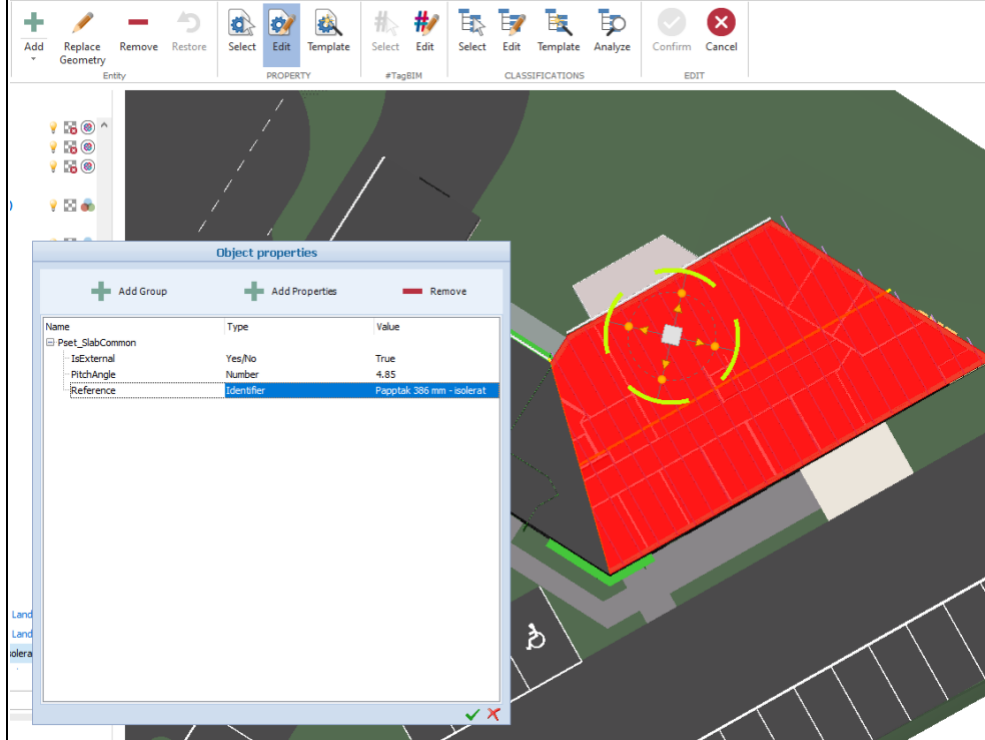 Add Replace Geometry Remove Restore Select Edit Template Select Edit Select Edit Template Analyze Confirm Cancel
Entity PROPERTY #TagBIM CLASSIFICATIONS EDIT
Object properties
Add Group Add Properties Remove
Name Type Value
Pset_SlabCommon
IsExternal Yes/No True
PitchAngle Number 4.85
Reference Identifier Papptak 386 mm - isolerat
Land
Land